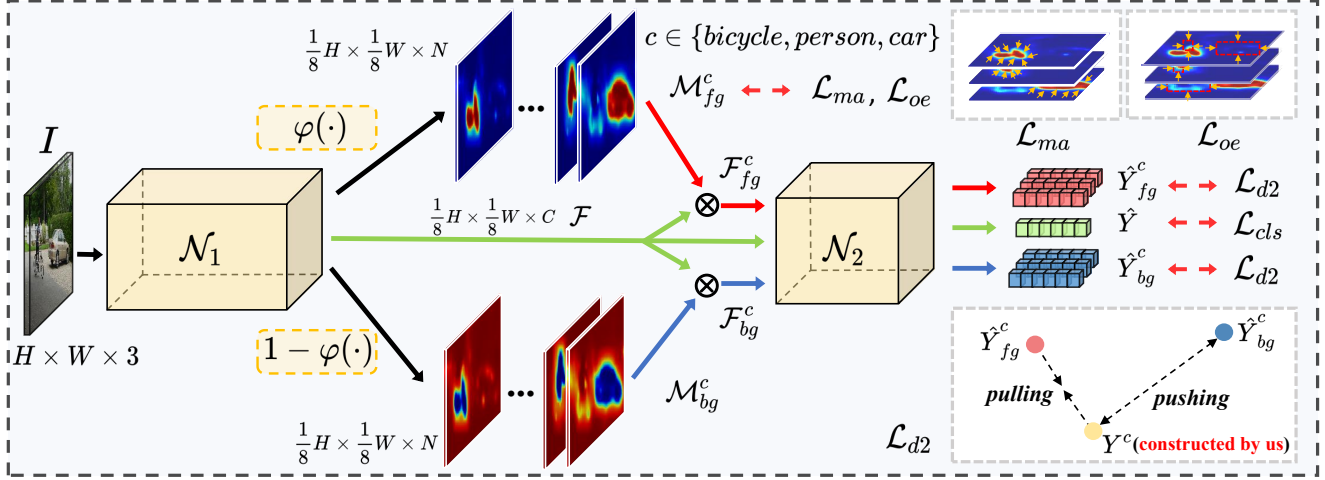 1/8 H × 1/8 W × N
c ∈ {bicycle, person, car}
φ(·)
M^c_fg
L_ma, L_oe
L_ma
L_oe
I
N_1
1/8 H × 1/8 W × C F
F^c_fg
F^c_bg
N_2
Ŷ^c_fg
L_d2
Ŷ
L_cls
Ŷ^c_bg
L_d2
H × W × 3
1 − φ(·)
M^c_bg
1/8 H × 1/8 W × N
L_d2
Ŷ^c_fg
Ŷ^c_bg
pulling
pushing
Y^c (constructed by us)